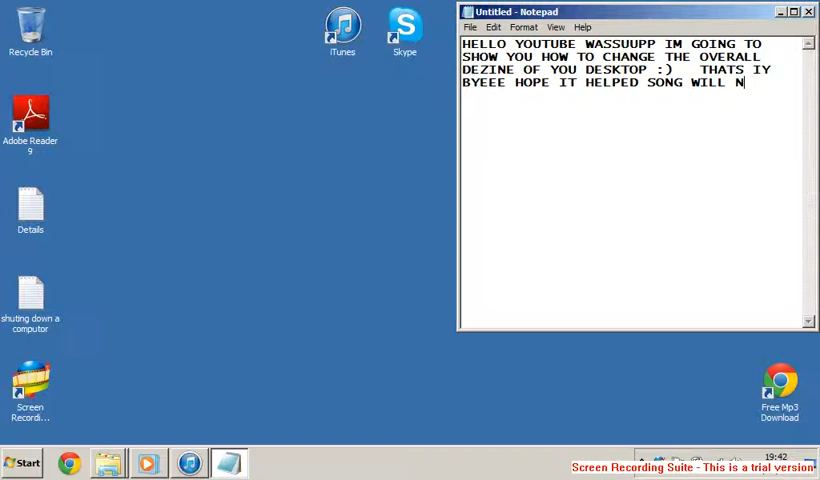 Recycle Bin
iTunes
Skype
Untitled - Notepad
File Edit Format View Help
HELLO YOUTUBE WASSUUPP IM GOING TO
SHOW YOU HOW TO CHANGE THE OVERALL
DEZINE OF YOU DESKTOP :) THATS IY
BYEEE HOPE IT HELPED SONG WILL N
Adobe Reader
9
Details
shuting down a
computor
Screen
Recordi...
Free Mp3
Download
Start
19:42
Screen Recording Suite - This is a trial version